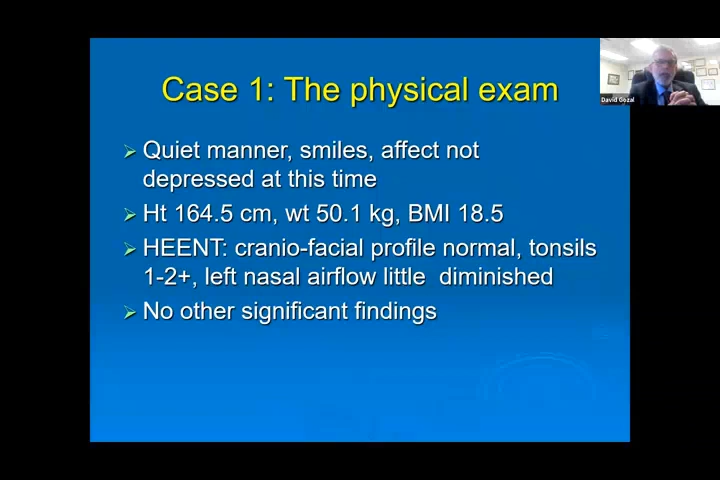 Case 1: The physical exam
David Gozal
Quiet manner, smiles, affect not
depressed at this time
Ht 164.5 cm, wt 50.1 kg, BMI 18.5
HEENT: cranio-facial profile normal, tonsils
1-2+, left nasal airflow little diminished
No other significant findings